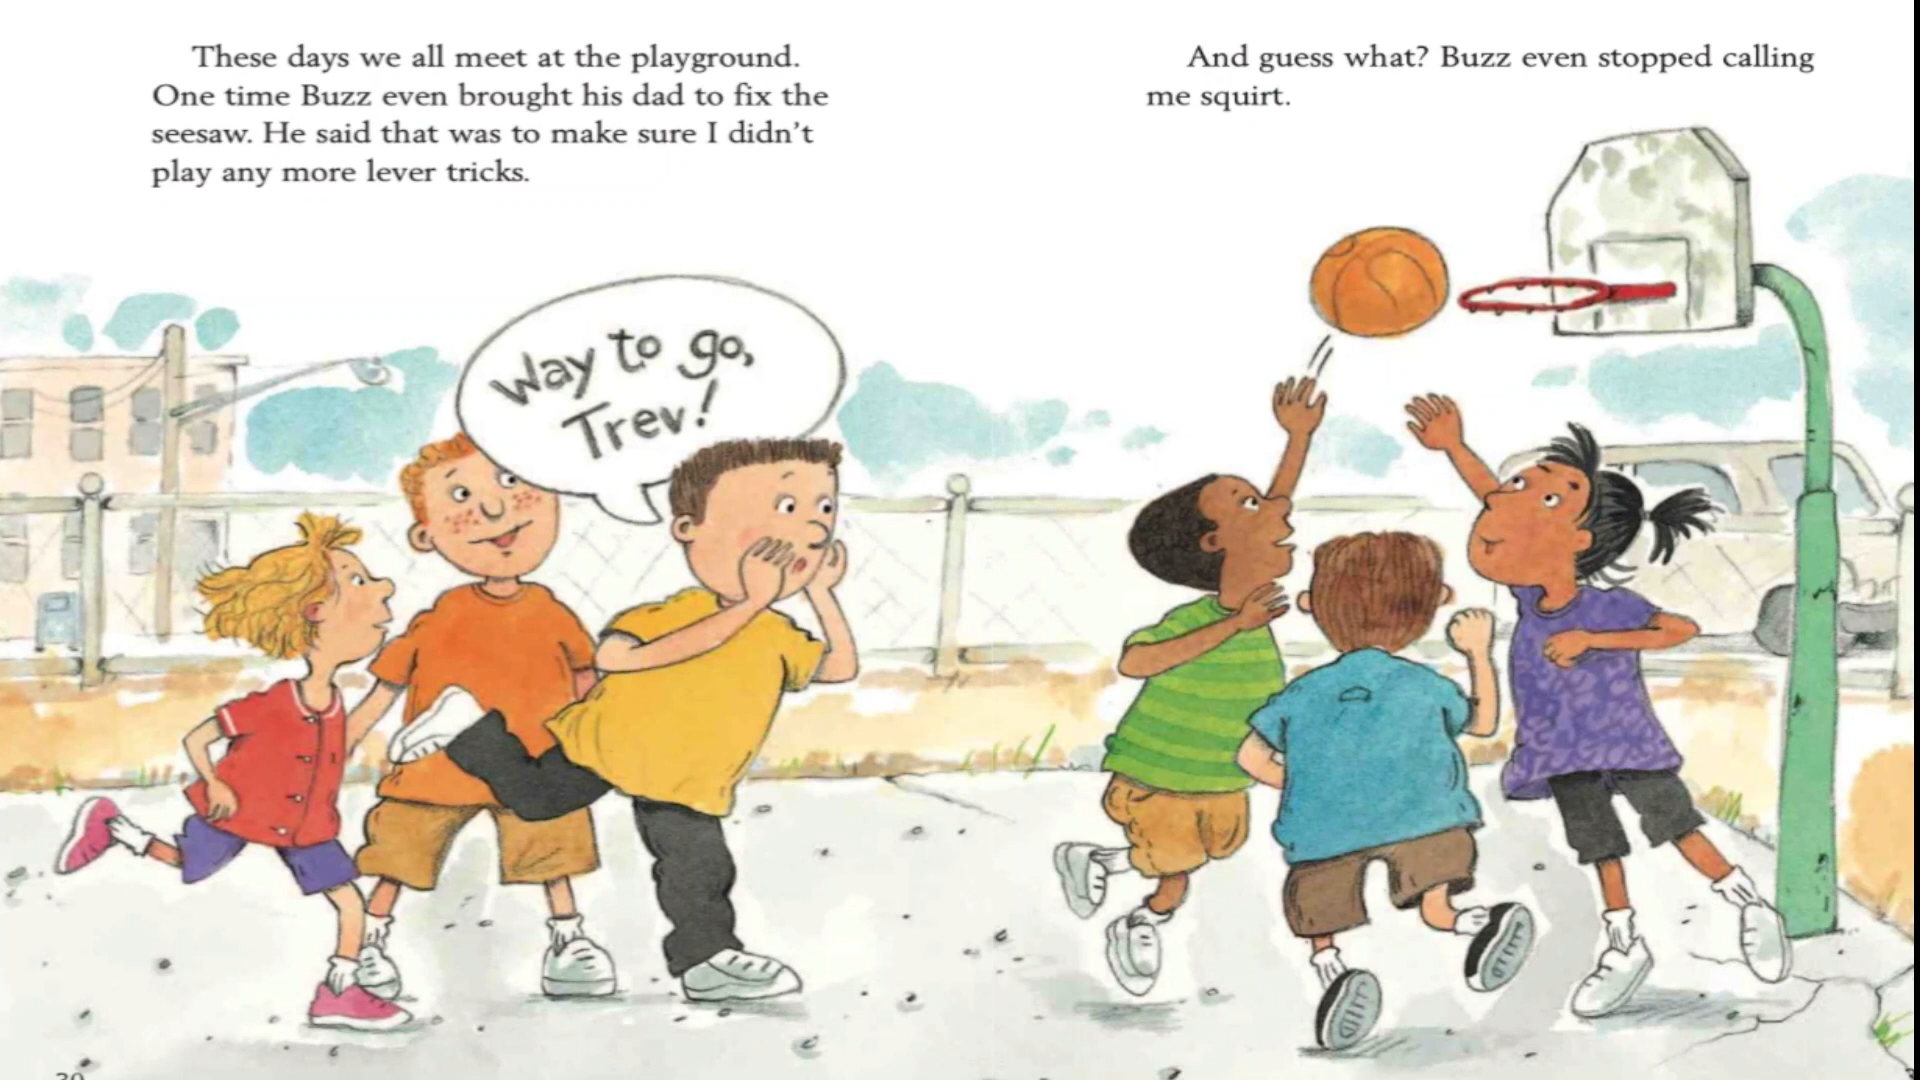 These days we all meet at the playground.
One time Buzz even brought his dad to fix the
seesaw. He said that was to make sure I didn't
play any more lever tricks.
And guess what? Buzz even stopped calling
me squirt.
Way to go,
Trev!